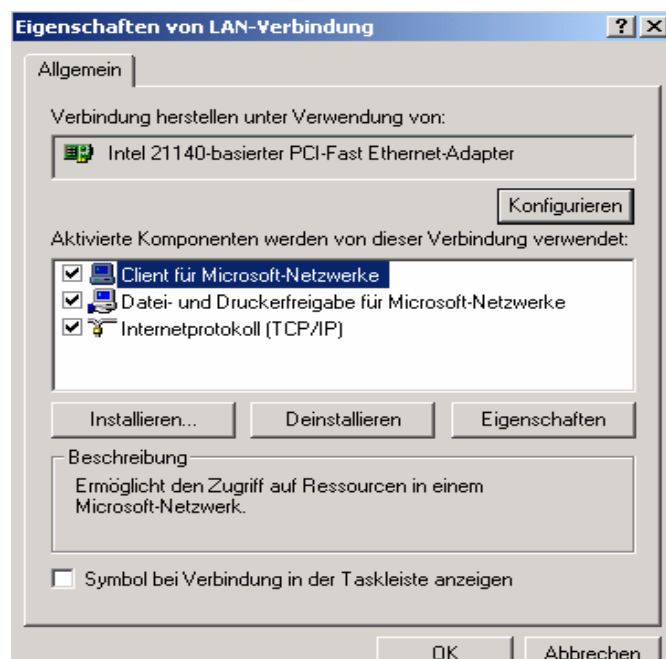 Eigenschaften von LAN-Verbindung
Allgemein
Verbindung herstellen unter Verwendung von:
Intel 21140-basierter PCI-Fast Ethernet-Adapter
Konfigurieren
Aktivierte Komponenten werden von dieser Verbindung verwendet:
Client für Microsoft-Netzwerke
Datei- und Druckerfreigabe für Microsoft-Netzwerke
Internetprotokoll (TCP/IP)
Installieren... Deinstallieren Eigenschaften
Beschreibung
Ermöglicht den Zugriff auf Ressourcen in einem
Microsoft-Netzwerk.
Symbol bei Verbindung in der Taskleiste anzeigen
OK Abbrechen